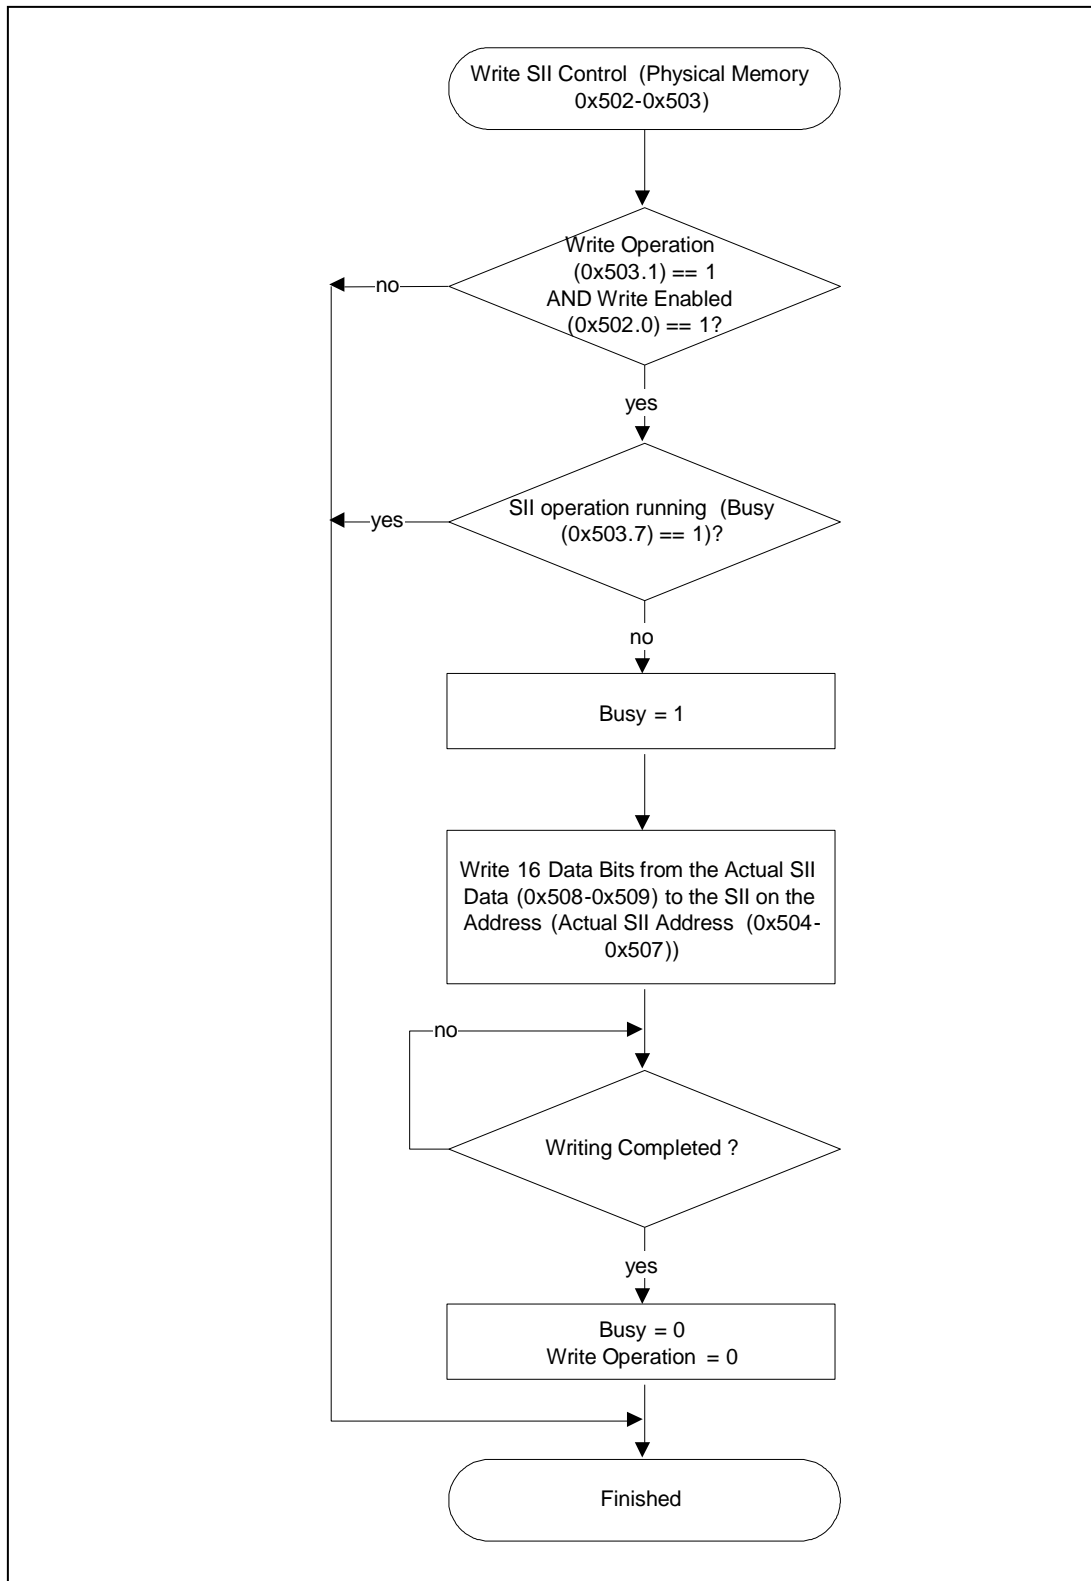 Write SII Control (Physical Memory
0x502-0x503)
Write Operation
(0x503.1) == 1
AND Write Enabled
(0x502.0) == 1?
no
yes
SII operation running (Busy
(0x503.7) == 1)?
yes
no
Busy = 1
Write 16 Data Bits from the Actual SII
Data (0x508-0x509) to the SII on the
Address (Actual SII Address (0x504-
0x507))
no
Writing Completed ?
yes
Busy = 0
Write Operation = 0
Finished